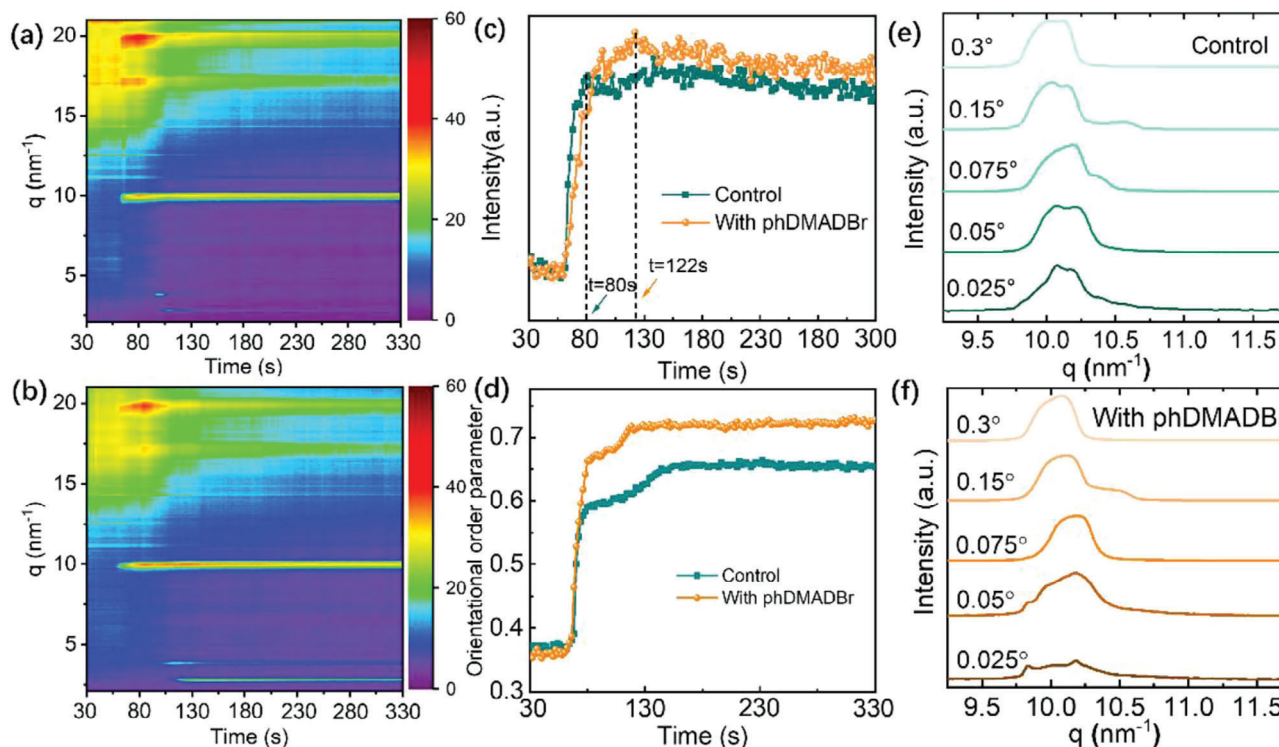 (a)
q (nm⁻¹)
20
15
10
5
30 80 130 180 230 280 330
Time (s)
60
40
20
0
(b)
q (nm⁻¹)
20
15
10
5
30 80 130 180 230 280 330
Time (s)
60
40
20
0
(c)
Intensity(a.u.)
Control
With phDMADBr
t=80s
t=122s
30 80 130 180 230 300
Time (s)
(d)
Orientational order parameter
0.7
0.6
0.5
0.4
0.3
Control
With phDMADBr
30 130 230 330
Time (s)
(e)
Control
Intensity (a.u.)
0.3°
0.15°
0.075°
0.05°
0.025°
9.5 10.0 10.5 11.0 11.5
q (nm⁻¹)
(f)
With phDMADB
Intensity (a.u.)
0.3°
0.15°
0.075°
0.05°
0.025°
9.5 10.0 10.5 11.0 11.5
q (nm⁻¹)